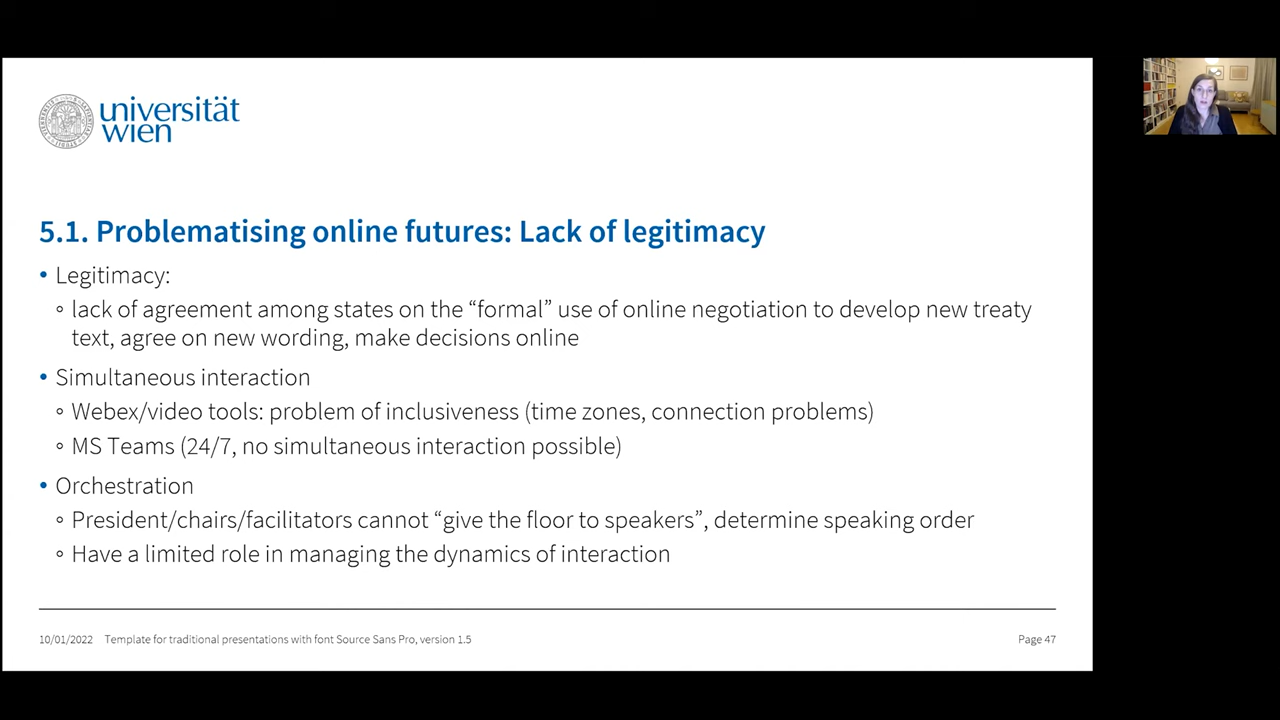 universität
wien
5.1. Problematising online futures: Lack of legitimacy
• Legitimacy:
◦ lack of agreement among states on the “formal” use of online negotiation to develop new treaty
text, agree on new wording, make decisions online
• Simultaneous interaction
◦ Webex/video tools: problem of inclusiveness (time zones, connection problems)
◦ MS Teams (24/7, no simultaneous interaction possible)
• Orchestration
◦ President/chairs/facilitators cannot “give the floor to speakers”, determine speaking order
◦ Have a limited role in managing the dynamics of interaction
10/01/2022 Template for traditional presentations with font Source Sans Pro, version 1.5 Page 47